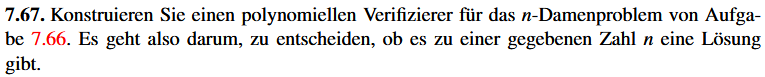 7.67. Konstruieren Sie einen polynomiellen Verifizierer für das n-Damenproblem von Aufga-
be 7.66. Es geht also darum, zu entscheiden, ob es zu einer gegebenen Zahl n eine Lösung
gibt.